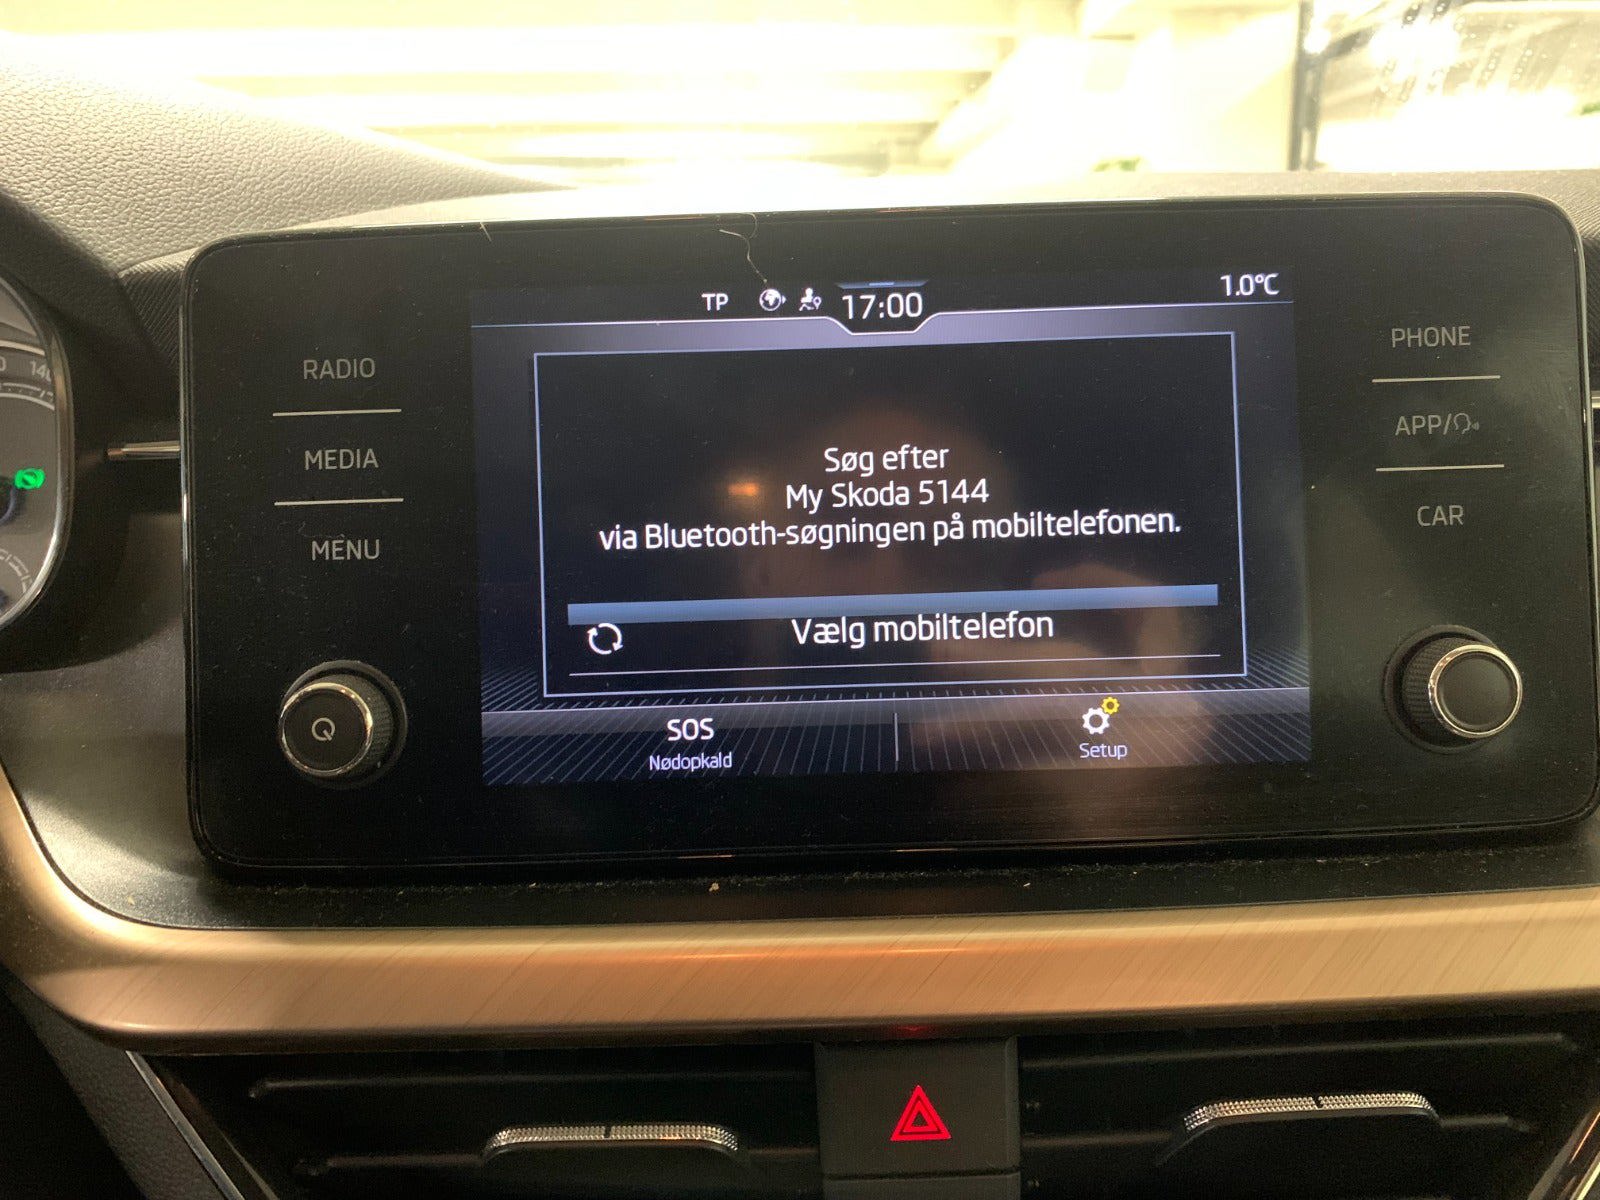 TP
17:00
1.0°C
RADIO
MEDIA
MENU
Søg efter
My Skoda 5144
via Bluetooth-søgningen på mobiltelefonen.
Vælg mobiltelefon
SOS
Nødopkald
Setup
PHONE
APP/
CAR
140